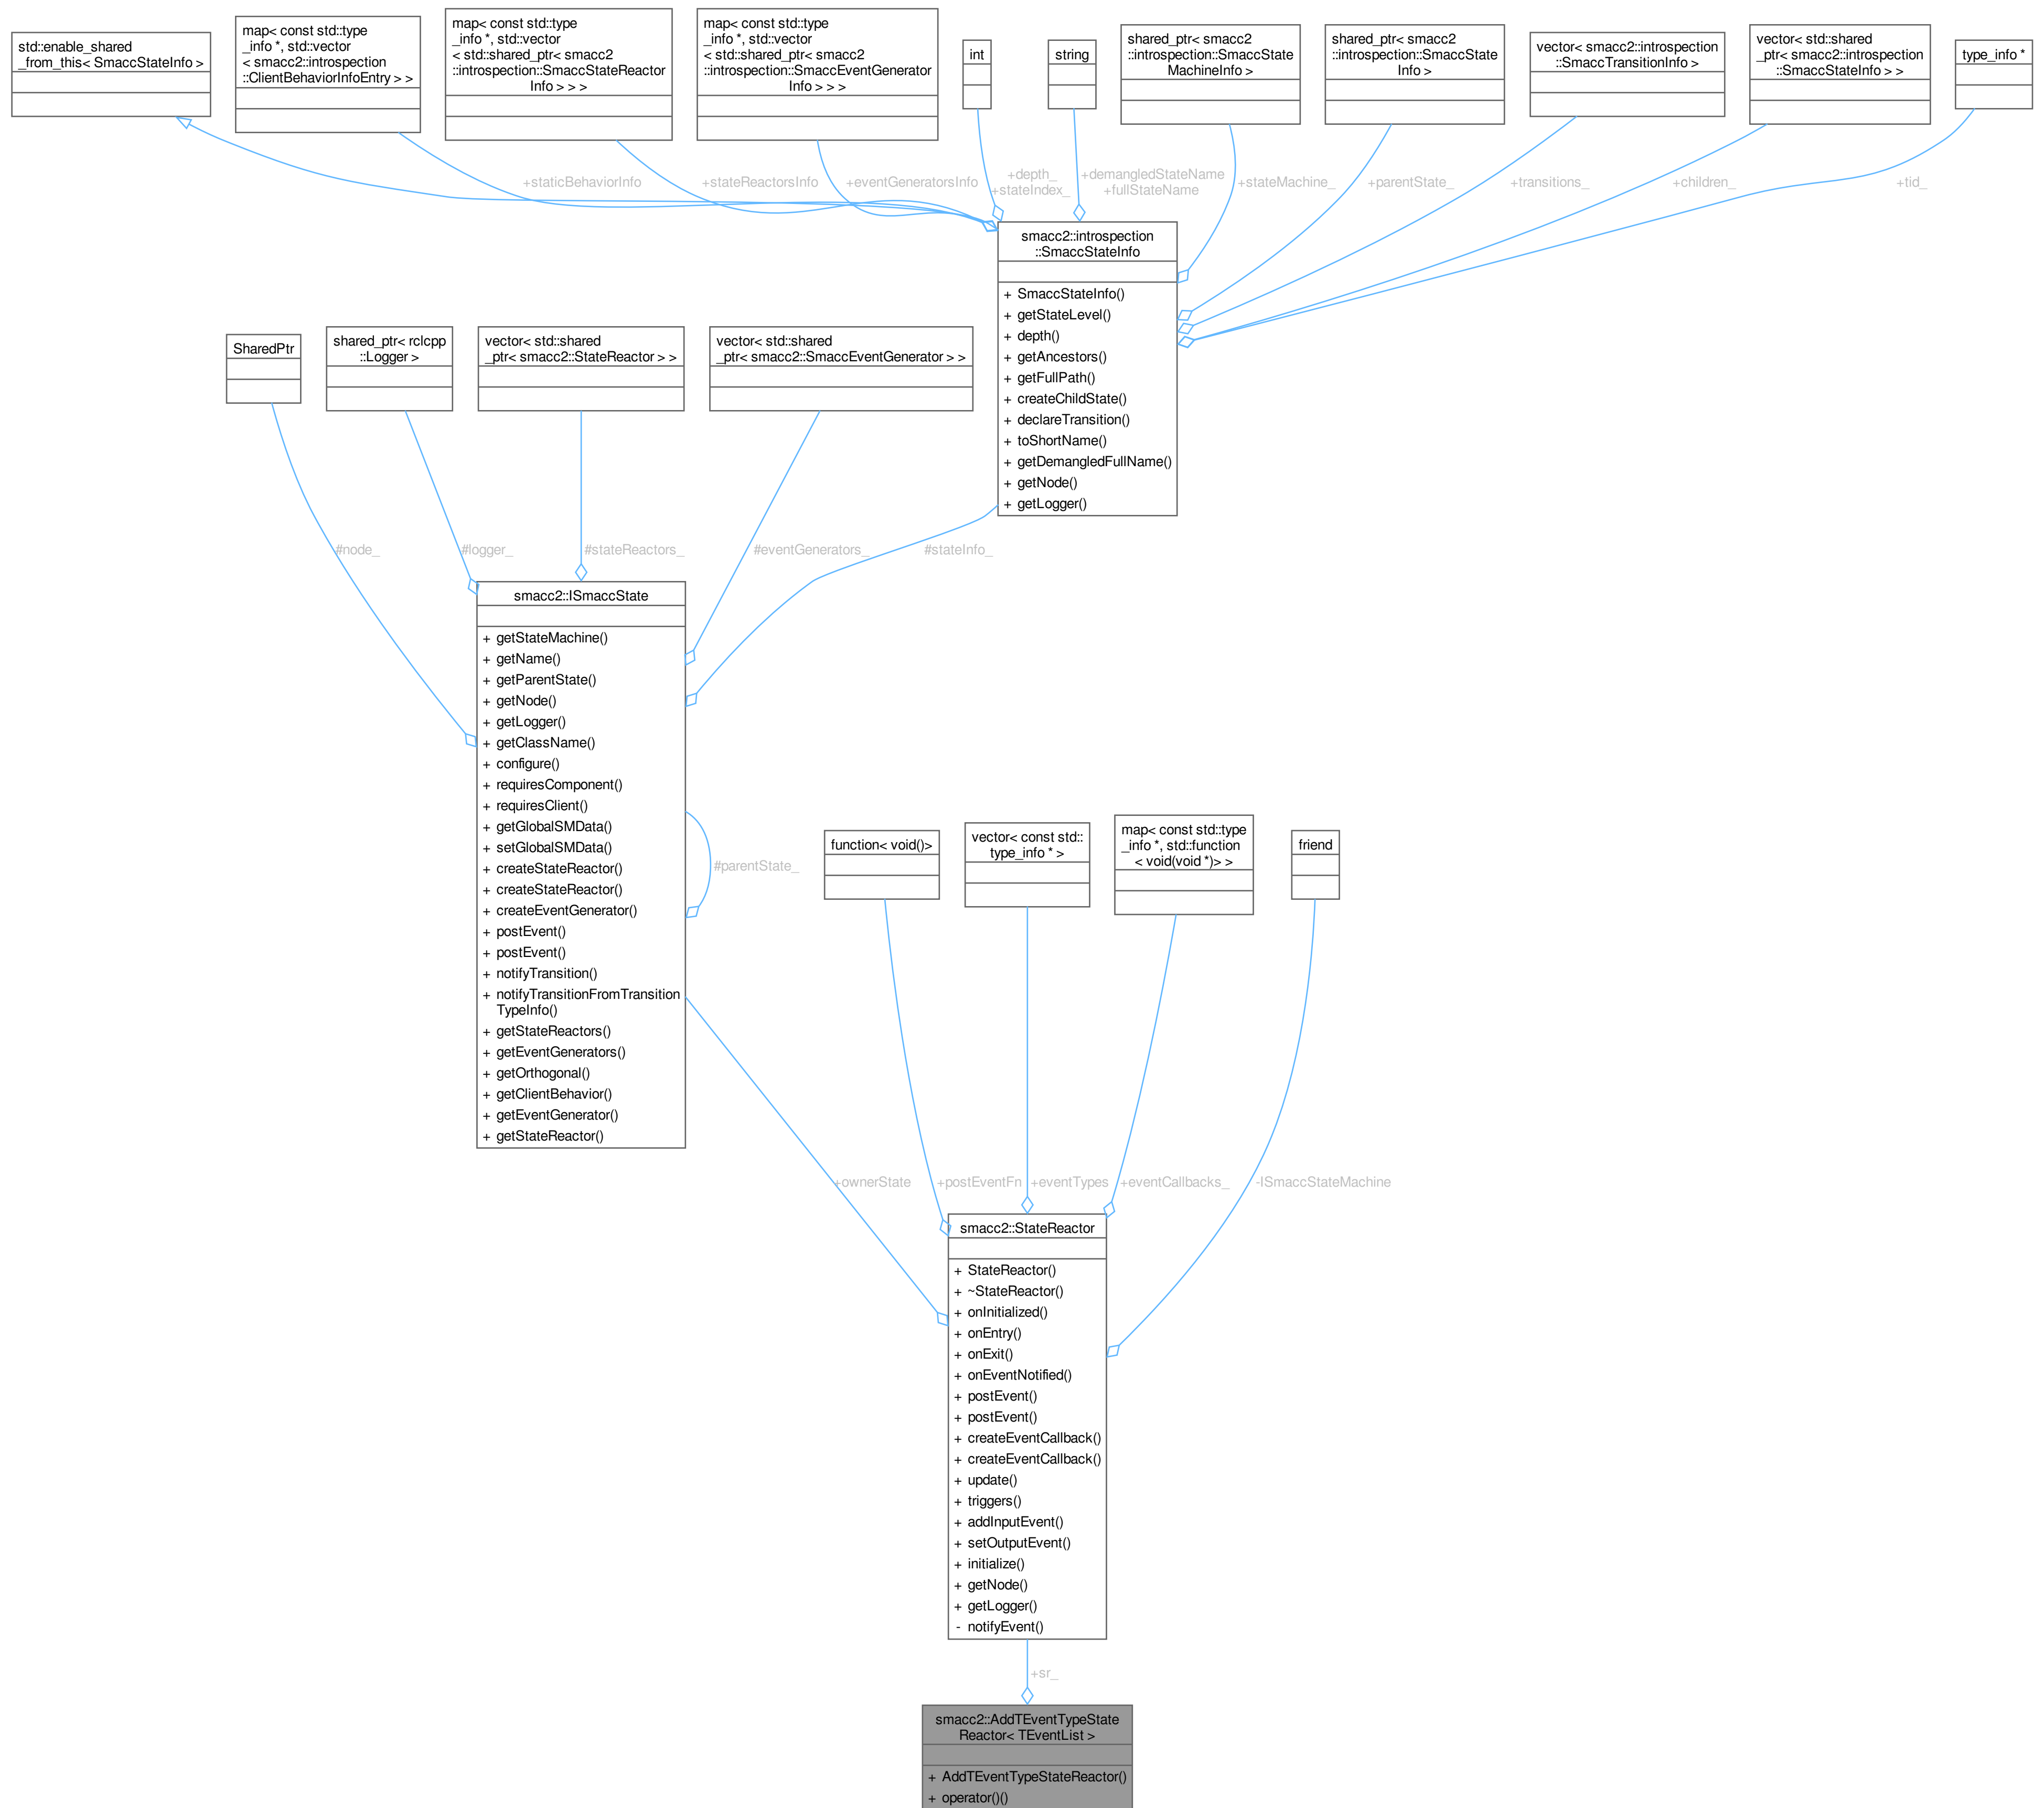 std::enable_shared
_from_this< SmaccStateInfo >
map< const std::type
_info *, std::vector
< smacc2::introspection
::ClientBehaviorInfoEntry > >
map< const std::type
_info *, std::vector
< std::shared_ptr< smacc2
::introspection::SmaccStateReactor
Info > > >
map< const std::type
_info *, std::vector
< std::shared_ptr< smacc2
::introspection::SmaccEventGenerator
Info > > >
int
string
shared_ptr< smacc2
::introspection::SmaccState
MachineInfo >
shared_ptr< smacc2
::introspection::SmaccState
Info >
vector< smacc2::introspection
::SmaccTransitionInfo >
vector< std::shared
_ptr< smacc2::introspection
::SmaccStateInfo > >
type_info *
+staticBehaviorInfo
+stateReactorsInfo
+eventGeneratorsInfo
+depth_
+stateIndex_
+demangledStateName
+fullStateName
+stateMachine_
+parentState_
+transitions_
+children_
+tid_
smacc2::introspection
::SmaccStateInfo
+ SmaccStateInfo()
+ getStateLevel()
+ depth()
+ getAncestors()
+ getFullPath()
+ createChildState()
+ declareTransition()
+ toShortName()
+ getDemangledFullName()
+ getNode()
+ getLogger()
SharedPtr
shared_ptr< rclcpp
::Logger >
vector< std::shared
_ptr< smacc2::StateReactor > >
vector< std::shared
_ptr< smacc2::SmaccEventGenerator > >
#node_
#logger_
#stateReactors_
#eventGenerators_
#stateInfo_
smacc2::ISmaccState
+ getStateMachine()
+ getName()
+ getParentState()
+ getNode()
+ getLogger()
+ getClassName()
+ configure()
+ requiresComponent()
+ requiresClient()
+ getGlobalSMData()
+ setGlobalSMData()
+ createStateReactor()
+ createStateReactor()
+ createEventGenerator()
+ postEvent()
+ postEvent()
+ notifyTransition()
+ notifyTransitionFromTransition
TypeInfo()
+ getStateReactors()
+ getEventGenerators()
+ getOrthogonal()
+ getClientBehavior()
+ getEventGenerator()
+ getStateReactor()
#parentState_
function< void()>
vector< const std::
type_info * >
map< const std::type
_info *, std::function
< void(void *)> >
friend
+ownerState
+postEventFn
+eventTypes
+eventCallbacks_
-ISmaccStateMachine
smacc2::StateReactor
+ StateReactor()
+ ~StateReactor()
+ onInitialized()
+ onEntry()
+ onExit()
+ onEventNotified()
+ postEvent()
+ postEvent()
+ createEventCallback()
+ createEventCallback()
+ update()
+ triggers()
+ addInputEvent()
+ setOutputEvent()
+ initialize()
+ getNode()
+ getLogger()
- notifyEvent()
+sr_
smacc2::AddTEventTypeState
Reactor< TEventList >
+ AddTEventTypeStateReactor()
+ operator()()